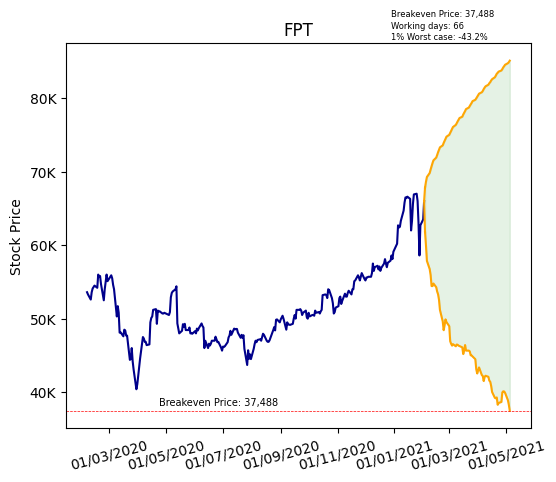 Breakeven Price: 37,488
Working days: 66
1% Worst case: -43.2%
FPT
Stock Price
80K
70K
60K
50K
40K
Breakeven Price: 37,488
01/03/2020
01/05/2020
01/07/2020
01/09/2020
01/11/2020
01/01/2021
01/03/2021
01/05/2021